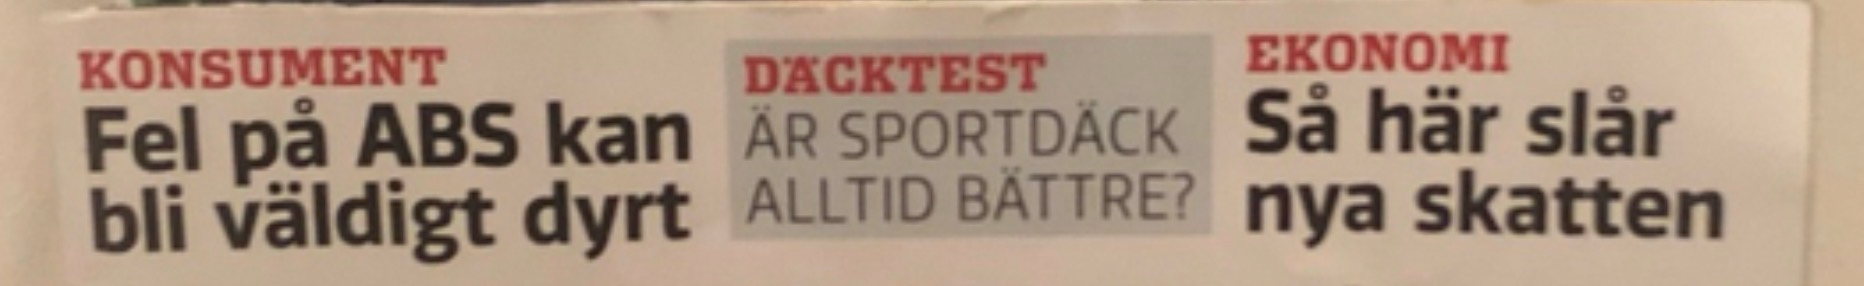 KONSUMENT
Fel på ABS kan
bli väldigt dyrt
DÄCKTEST
ÄR SPORTDÄCK
ALLTID BÄTTRE?
EKONOMI
Så här slår
nya skatten